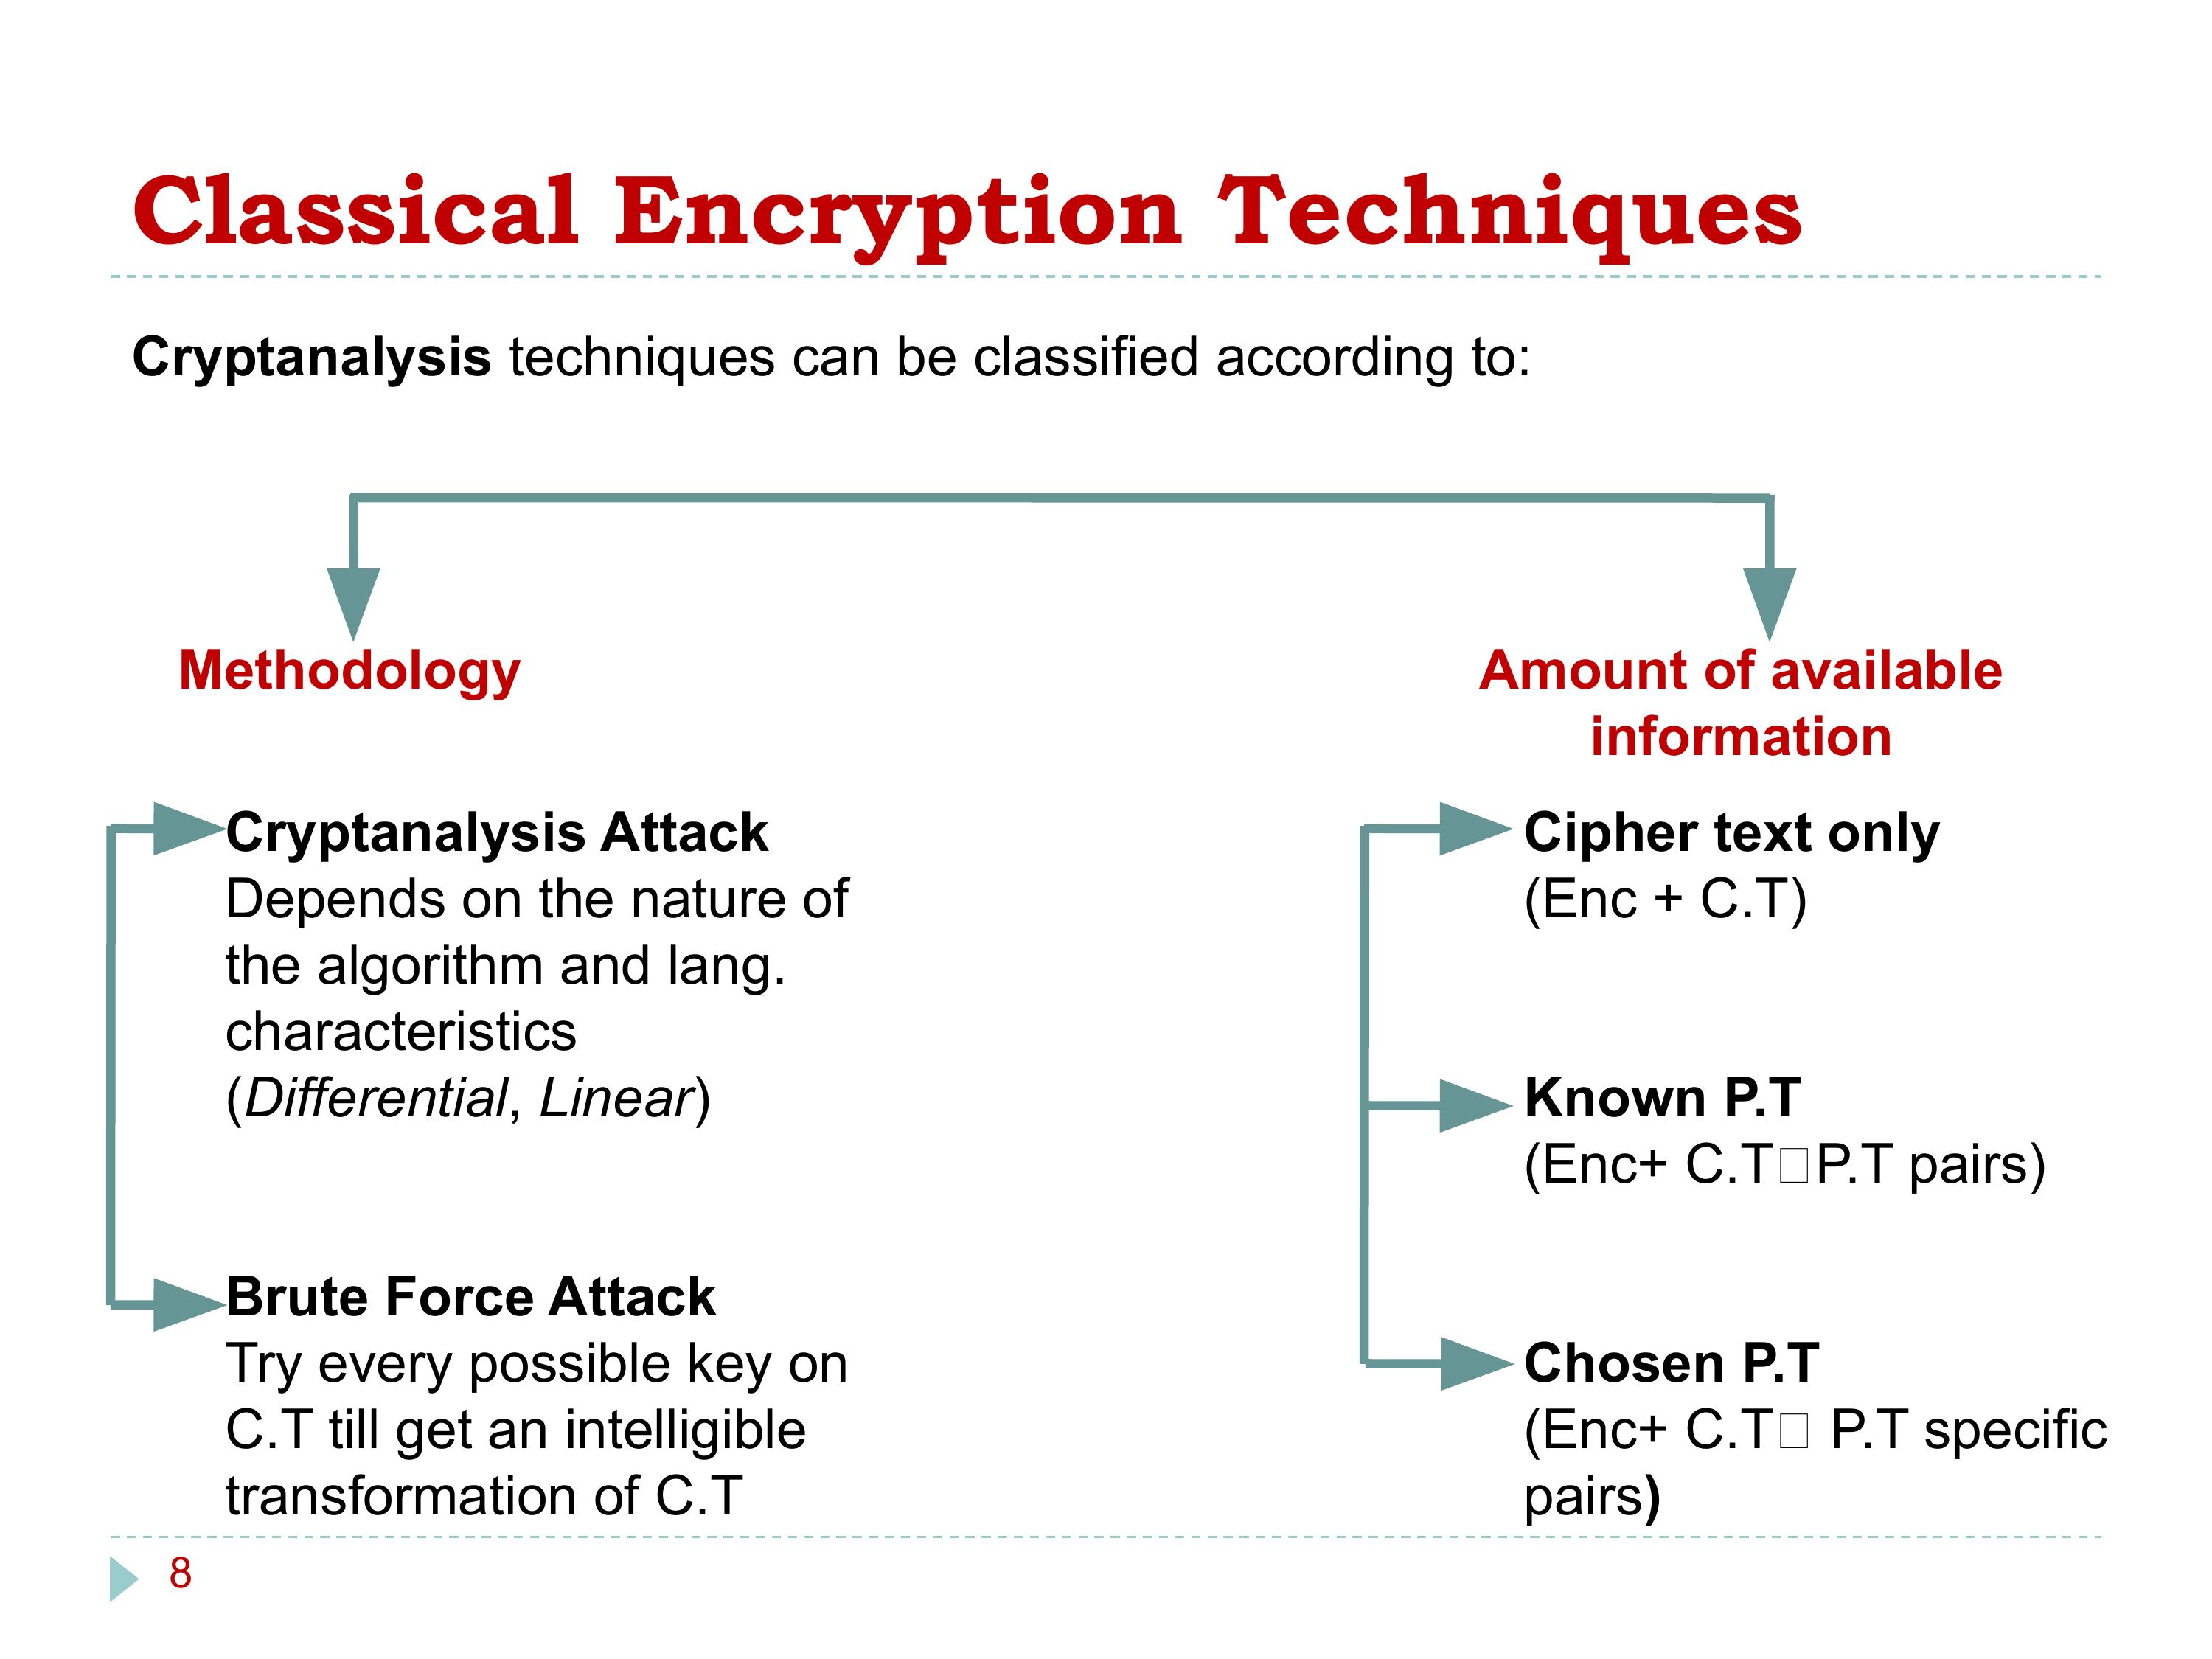 Classical Encryption Techniques
Cryptanalysis techniques can be classified according to:
Methodology
Cryptanalysis Attack
Depends on the nature of
the algorithm and lang.
characteristics
(Differential, Linear)
Brute Force Attack
Try every possible key on
C.T till get an intelligible
transformation of C.T
Amount of available
information
Cipher text only
(Enc + C.T)
Known P.T
(Enc+ C.T□P.T pairs)
Chosen P.T
(Enc+ C.T□ P.T specific
pairs)
8